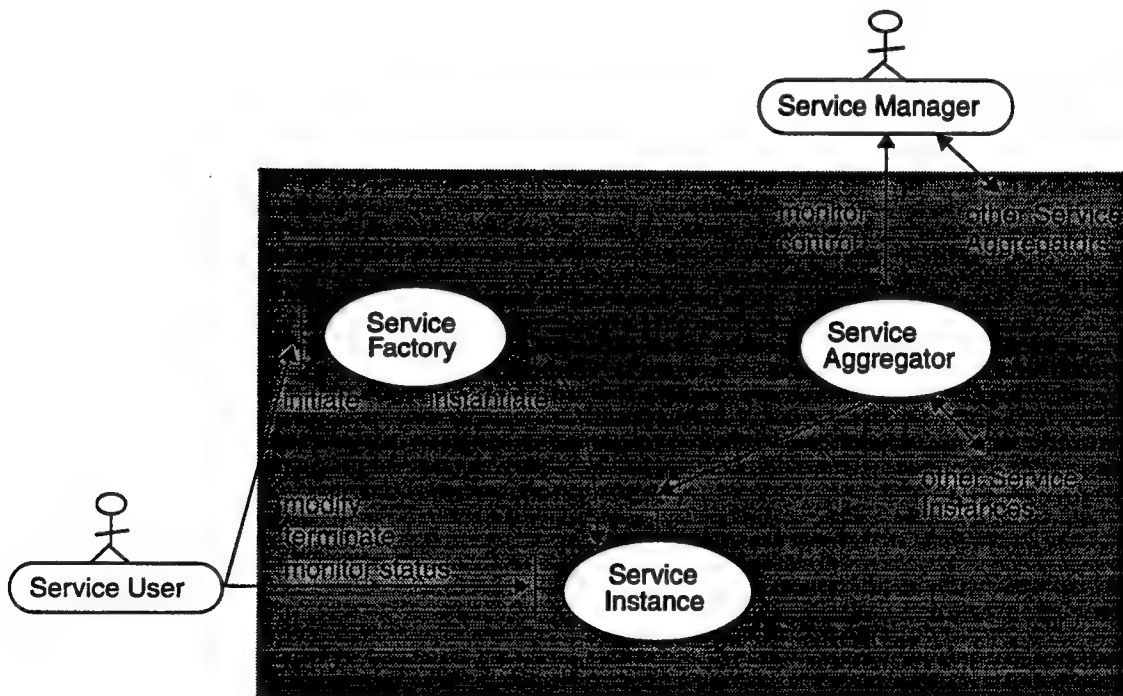 Service Manager
monitor
control
other Service
Aggregators
Service
Factory
Service
Aggregator
initiate
instantiate
other Service
Instances
modify
terminate
monitor status
Service User
Service
Instance